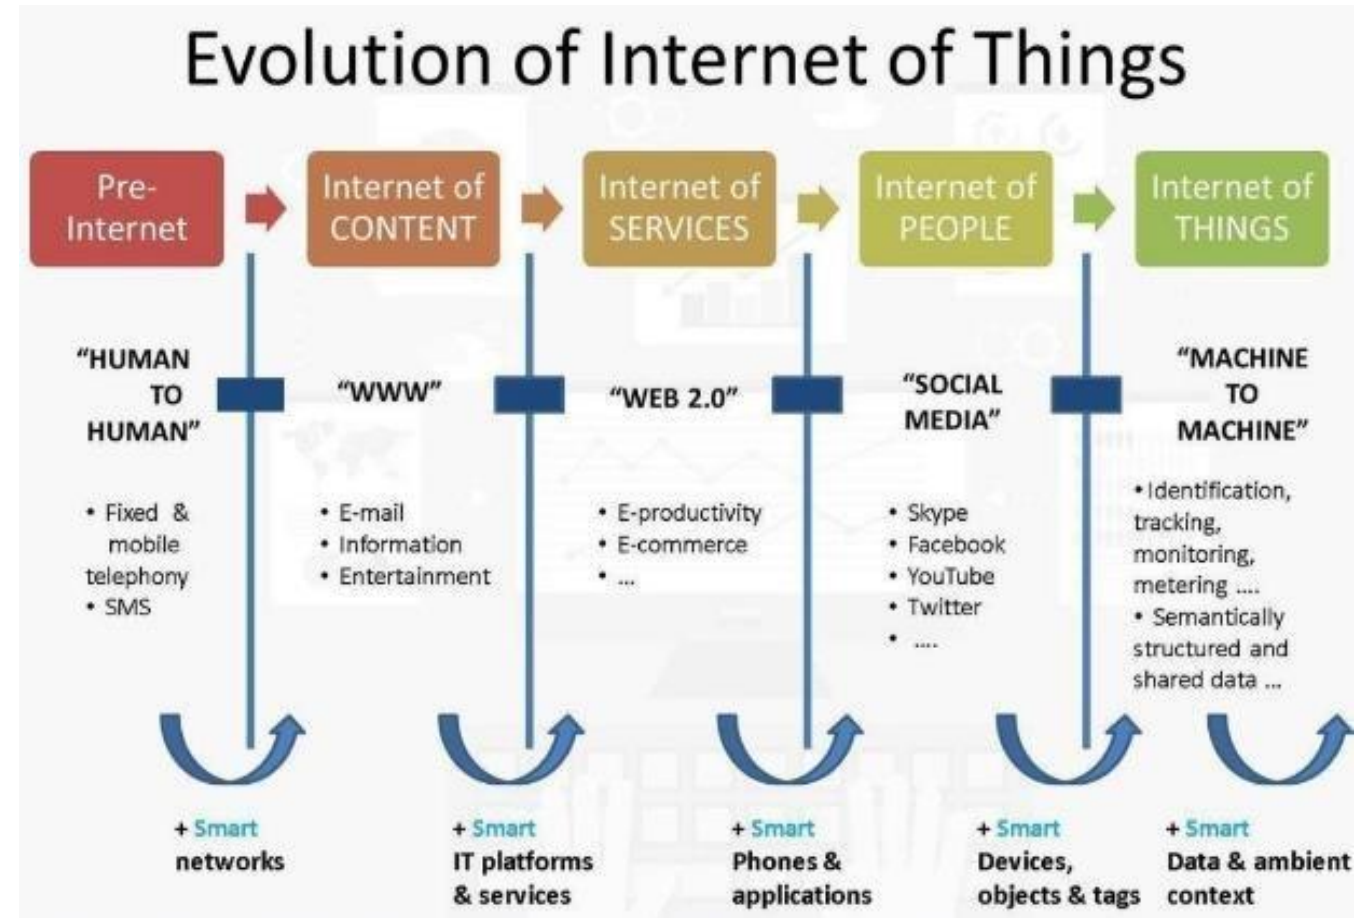 Evolution of Internet of Things
Pre-
Internet
Internet of
CONTENT
Internet of
SERVICES
Internet of
PEOPLE
Internet of
THINGS
“HUMAN
TO
HUMAN”
“WWW”
“WEB 2.0”
“SOCIAL
MEDIA”
“MACHINE
TO
MACHINE”
• Fixed &
mobile
telephony
• SMS
• E-mail
• Information
• Entertainment
• E-productivity
• E-commerce
• ...
• Skype
• Facebook
• YouTube
• Twitter
• ....
• Identification,
tracking,
monitoring,
metering ....
• Semantically
structured and
shared data ...
+ Smart
networks
+ Smart
IT platforms
& services
+ Smart
Phones &
applications
+ Smart
Devices,
objects & tags
+ Smart
Data & ambient
context